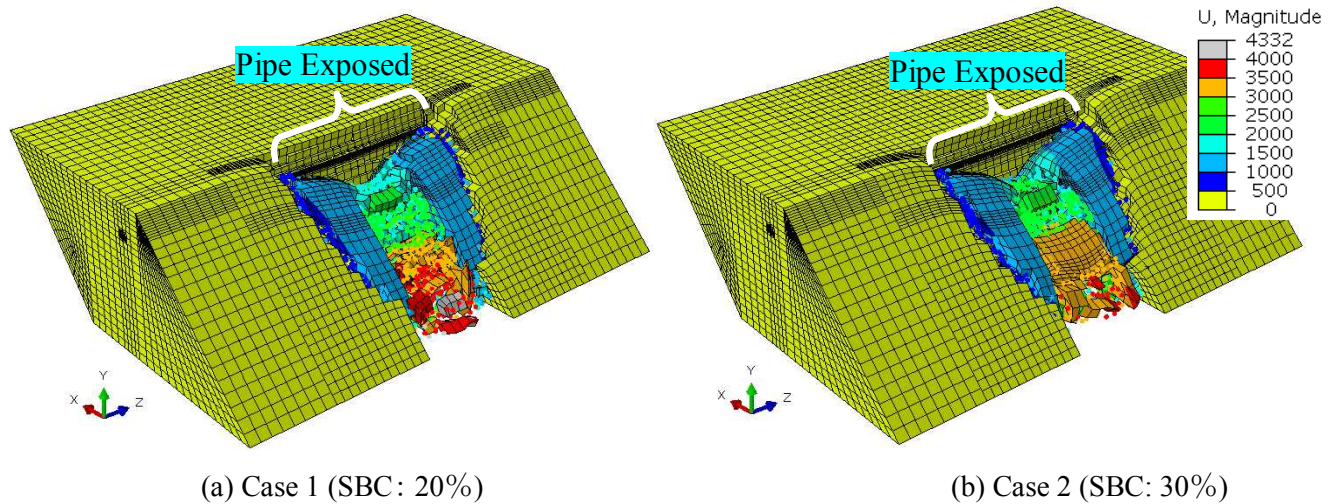 Pipe Exposed
Pipe Exposed
U, Magnitude
4332
4000
3500
3000
2500
2000
1500
1000
500
0
Y
X
Z
Y
X
Z
(a) Case 1 (SBC: 20%)
(b) Case 2 (SBC: 30%)